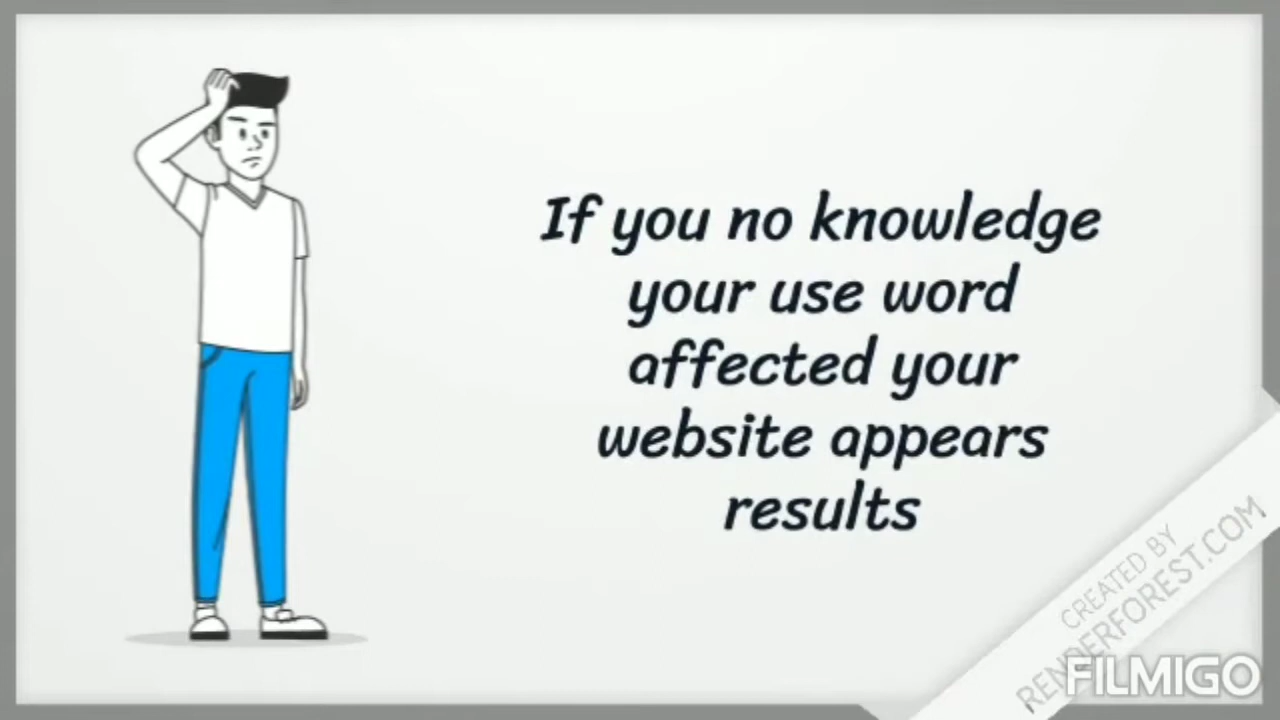 If you no knowledge
your use word
affected your
website appears
results
CREATED BY
RENDERFOREST.COM
FILMIGO